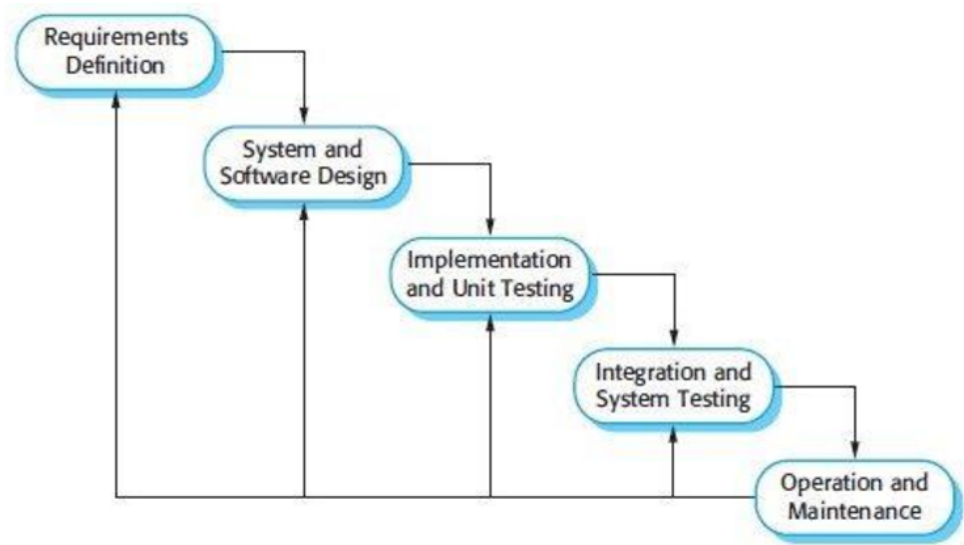 Requirements
Definition
System and
Software Design
Implementation
and Unit Testing
Integration and
System Testing
Operation and
Maintenance